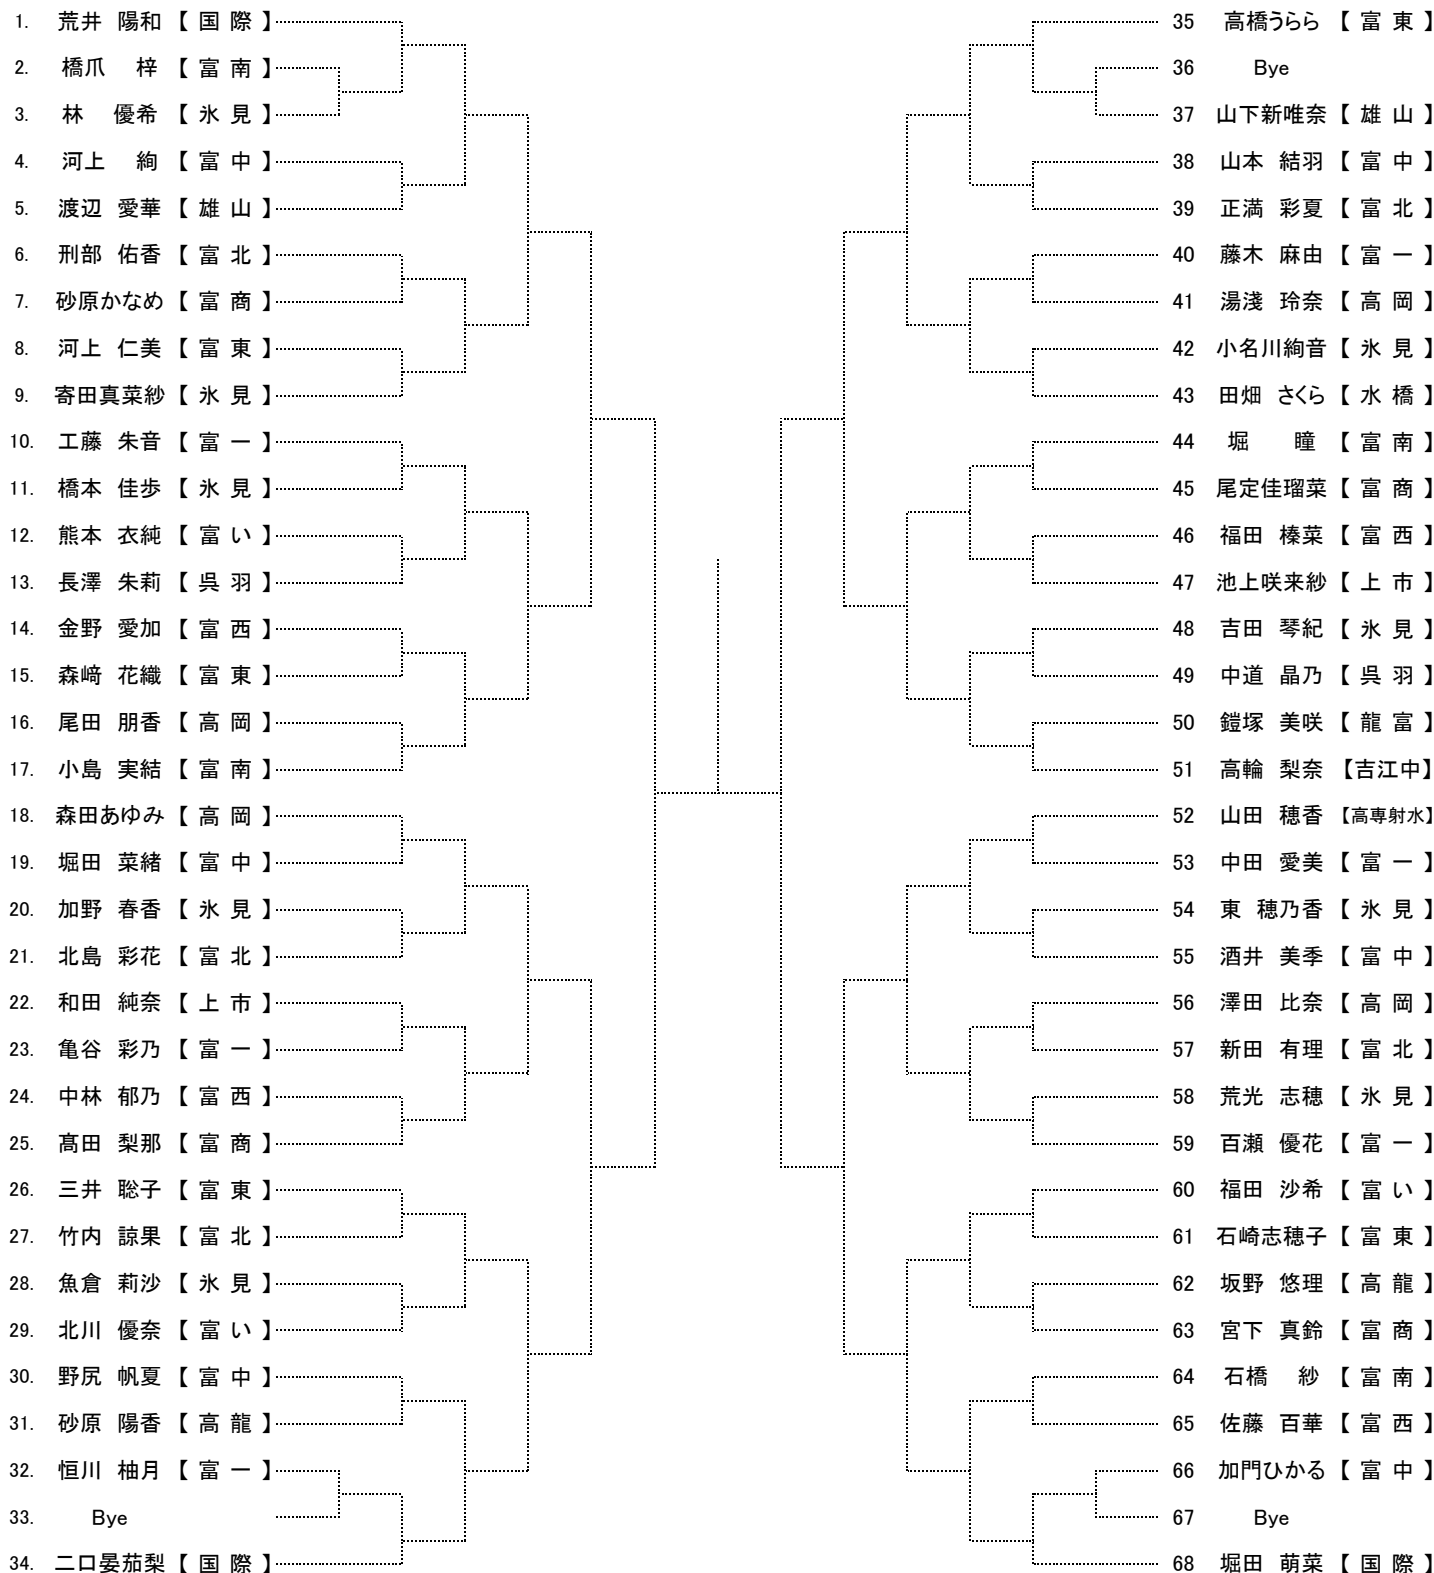 1. 荒井 陽和 【 国 際 】
2. 橋爪 梓 【 富 南 】
3. 林 優希 【 氷 見 】
4. 河上 絢 【 富 中 】
5. 渡辺 愛華 【 雄 山 】
6. 刑部 佑香 【 富 北 】
7. 砂原かなめ 【 富 商 】
8. 河上 仁美 【 富 東 】
9. 寄田真菜紗 【 氷 見 】
10. 工藤 朱音 【 富 一 】
11. 橋本 佳歩 【 氷 見 】
12. 熊本 衣純 【 富 い 】
13. 長澤 朱莉 【 呉 羽 】
14. 金野 愛加 【 富 西 】
15. 森﨑 花織 【 富 東 】
16. 尾田 朋香 【 高 岡 】
17. 小島 実結 【 富 南 】
18. 森田あゆみ 【 高 岡 】
19. 堀田 菜緒 【 富 中 】
20. 加野 春香 【 氷 見 】
21. 北島 彩花 【 富 北 】
22. 和田 純奈 【 上 市 】
23. 亀谷 彩乃 【 富 一 】
24. 中林 郁乃 【 富 西 】
25. 髙田 梨那 【 富 商 】
26. 三井 聡子 【 富 東 】
27. 竹内 諒果 【 富 北 】
28. 魚倉 莉沙 【 氷 見 】
29. 北川 優奈 【 富 い 】
30. 野尻 帆夏 【 富 中 】
31. 砂原 陽香 【 高 龍 】
32. 恒川 柚月 【 富 一 】
33. Bye
34. 二口晏茄梨 【 国 際 】
35 高橋うらら 【 富 東 】
36 Bye
37 山下新唯奈 【 雄 山 】
38 山本 結羽 【 富 中 】
39 正満 彩夏 【 富 北 】
40 藤木 麻由 【 富 一 】
41 湯淺 玲奈 【 高 岡 】
42 小名川絢音 【 氷 見 】
43 田畑 さくら 【 水 橋 】
44 堀 瞳 【 富 南 】
45 尾定佳瑠菜 【 富 商 】
46 福田 榛菜 【 富 西 】
47 池上咲来紗 【 上 市 】
48 吉田 琴紀 【 氷 見 】
49 中道 晶乃 【 呉 羽 】
50 鎧塚 美咲 【 龍 富 】
51 高輪 梨奈 【吉江中】
52 山田 穂香 【高専射水】
53 中田 愛美 【 富 一 】
54 東 穂乃香 【 氷 見 】
55 酒井 美季 【 富 中 】
56 澤田 比奈 【 高 岡 】
57 新田 有理 【 富 北 】
58 荒光 志穂 【 氷 見 】
59 百瀬 優花 【 富 一 】
60 福田 沙希 【 富 い 】
61 石崎志穂子 【 富 東 】
62 坂野 悠理 【 高 龍 】
63 宮下 真鈴 【 富 商 】
64 石橋 紗 【 富 南 】
65 佐藤 百華 【 富 西 】
66 加門ひかる 【 富 中 】
67 Bye
68 堀田 萌菜 【 国 際 】